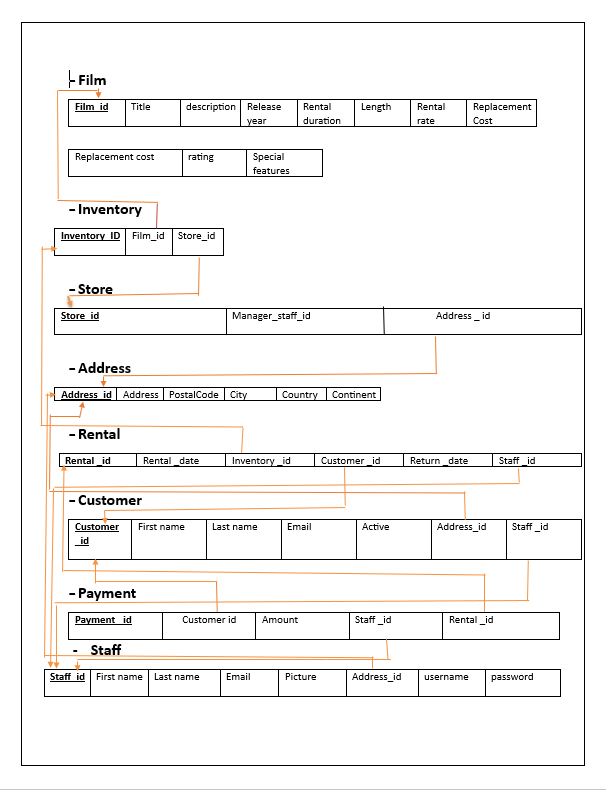 - Film
Film_id Title description Release year Rental duration Length Rental rate Replacement Cost
Replacement cost rating Special features
- Inventory
Inventory_ID Film_id Store_id
- Store
Store_id Manager_staff_id Address _ id
- Address
Address_id Address PostalCode City Country Continent
- Rental
Rental _id Rental _date Inventory _id Customer _id Return _date Staff _id
- Customer
Customer _id First name Last name Email Active Address_id Staff _id
- Payment
Payment _id Customer id Amount Staff _id Rental _id
- Staff
Staff_id First name Last name Email Picture Address_id username password